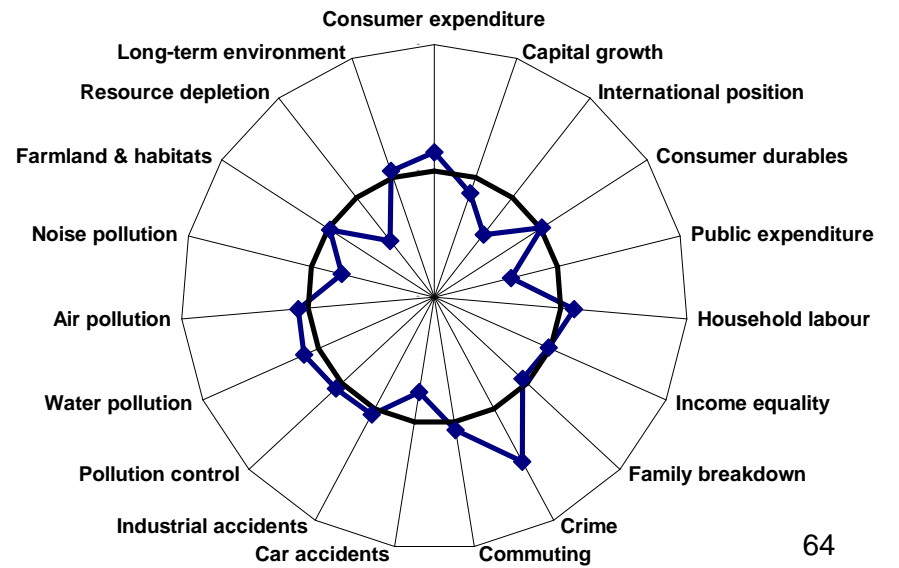 Consumer expenditure
Capital growth
International position
Consumer durables
Public expenditure
Household labour
Income equality
Family breakdown
Crime
Commuting
Car accidents
Industrial accidents
Pollution control
Water pollution
Air pollution
Noise pollution
Farmland & habitats
Resource depletion
Long-term environment
64